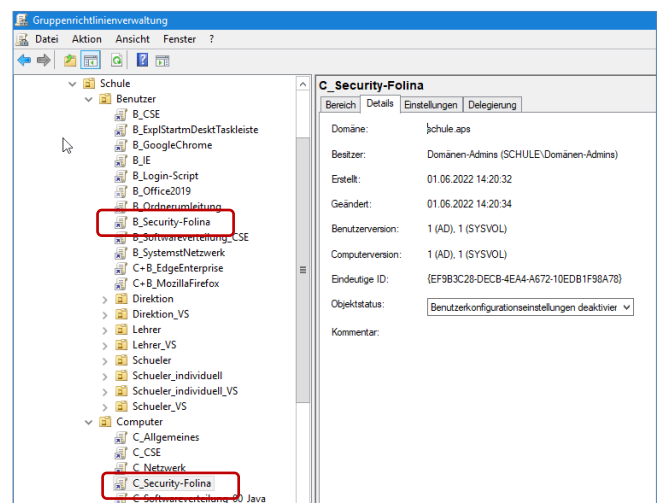 Gruppenrichtlinienverwaltung
Datei Aktion Ansicht Fenster ?
Schule
Benutzer
B_CSE
B_ExplStartmDesktTaskleiste
B_GoogleChrome
B_IE
B_Login-Script
B_Office2019
B_Ordnerumleitung
B_Security-Folina
B_Softwareverteilung_CSE
B_SystemstNetzwerk
C+B_EdgeEnterprise
C+B_MozillaFirefox
Direktion
Direktion_VS
Lehrer
Lehrer_VS
Schueler
Schueler_individuell
Schueler_individuell_VS
Schueler_VS
Computer
C_Allgemeines
C_CSE
C_Netzwerk
C_Security-Folina
C_Softwareverteilung_00_Java
C_Security-Folina
Bereich Details Einstellungen Delegierung
Domäne: schule.aps
Besitzer: Domänen-Admins (SCHULE\Domänen-Admins)
Erstellt: 01.06.2022 14:20:32
Geändert: 01.06.2022 14:20:34
Benutzerversion: 1 (AD), 1 (SYSVOL)
Computerversion: 1 (AD), 1 (SYSVOL)
Eindeutige ID: {EF9B3C28-DECB-4EA4-A672-10EDB1F98A78}
Objektstatus: Benutzerkonfigurationseinstellungen deaktivier
Kommentar: